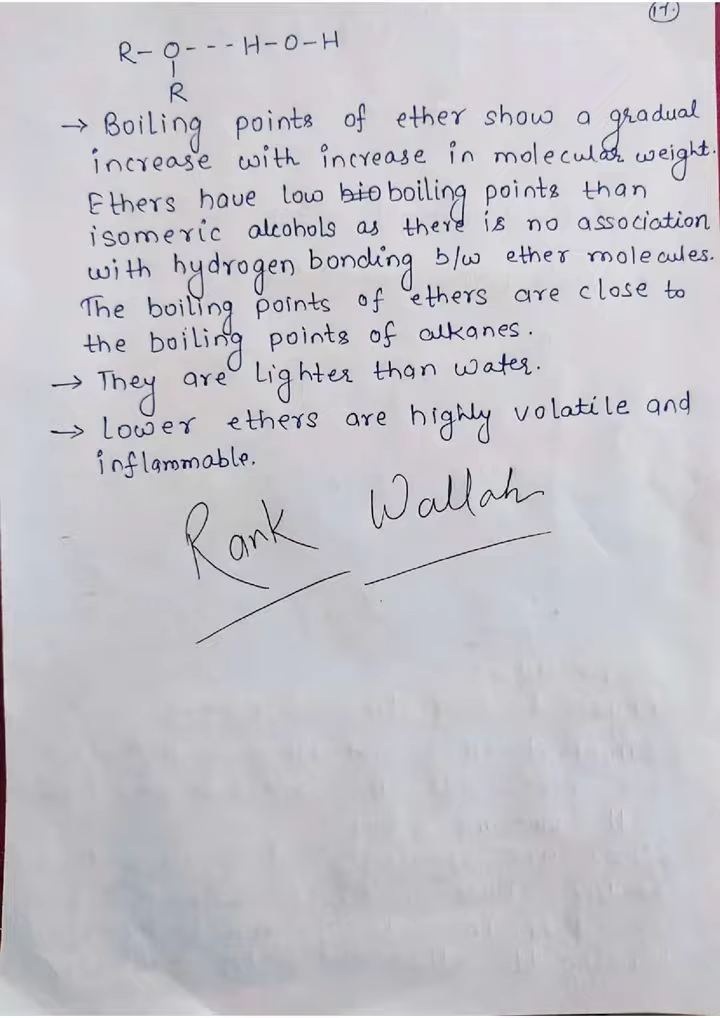 17.
R-O---H-O-H
|
R
→ Boiling points of ether show a gradual
increase with increase in molecular weight.
Ethers have low bio boiling points than
isomeric alcohols as there is no association
with hydrogen bonding b/w ether molecules.
The boiling points of ethers are close to
the boiling points of alkanes.
→ They are lighter than water.
→ Lower ethers are highly volatile and
inflammable.
Rank Wallah